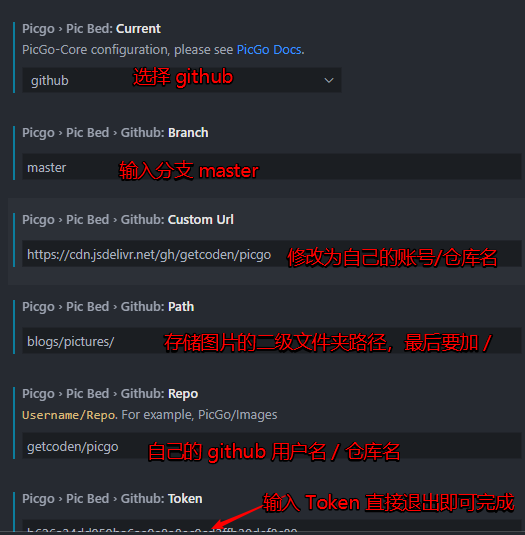 Picgo › Pic Bed: Current
PicGo-Core configuration, please see PicGo Docs.
github 选择 github
Picgo › Pic Bed › Github: Branch
master 输入分支 master
Picgo › Pic Bed › Github: Custom Url
https://cdn.jsdelivr.net/gh/getcoden/picgo 修改为自己的账号/仓库名
Picgo › Pic Bed › Github: Path
blogs/pictures/ 存储图片的二级文件夹路径，最后要加 /
Picgo › Pic Bed › Github: Repo
Username/Repo. For example, PicGo/Images
getcoden/picgo 自己的 github 用户名 / 仓库名
Picgo › Pic Bed › Github: Token
输入 Token 直接退出即可完成